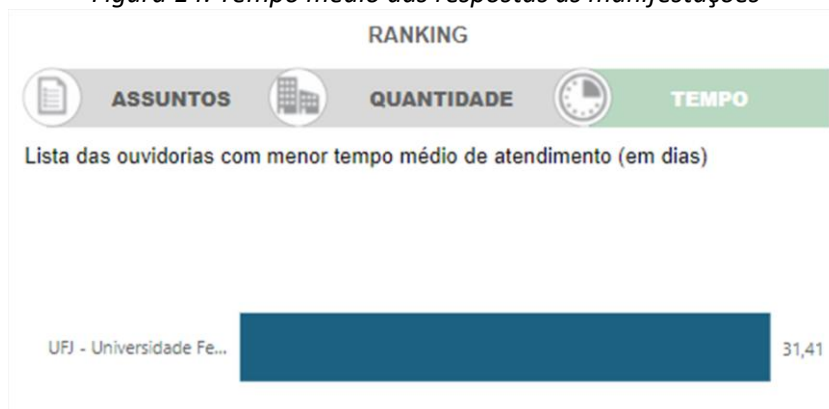 Figura 14: Tempo médio das respostas às manifestações
RANKING
ASSUNTOS QUANTIDADE TEMPO
Lista das ouvidorias com menor tempo médio de atendimento (em dias)
UFJ - Universidade Fe... 31,41